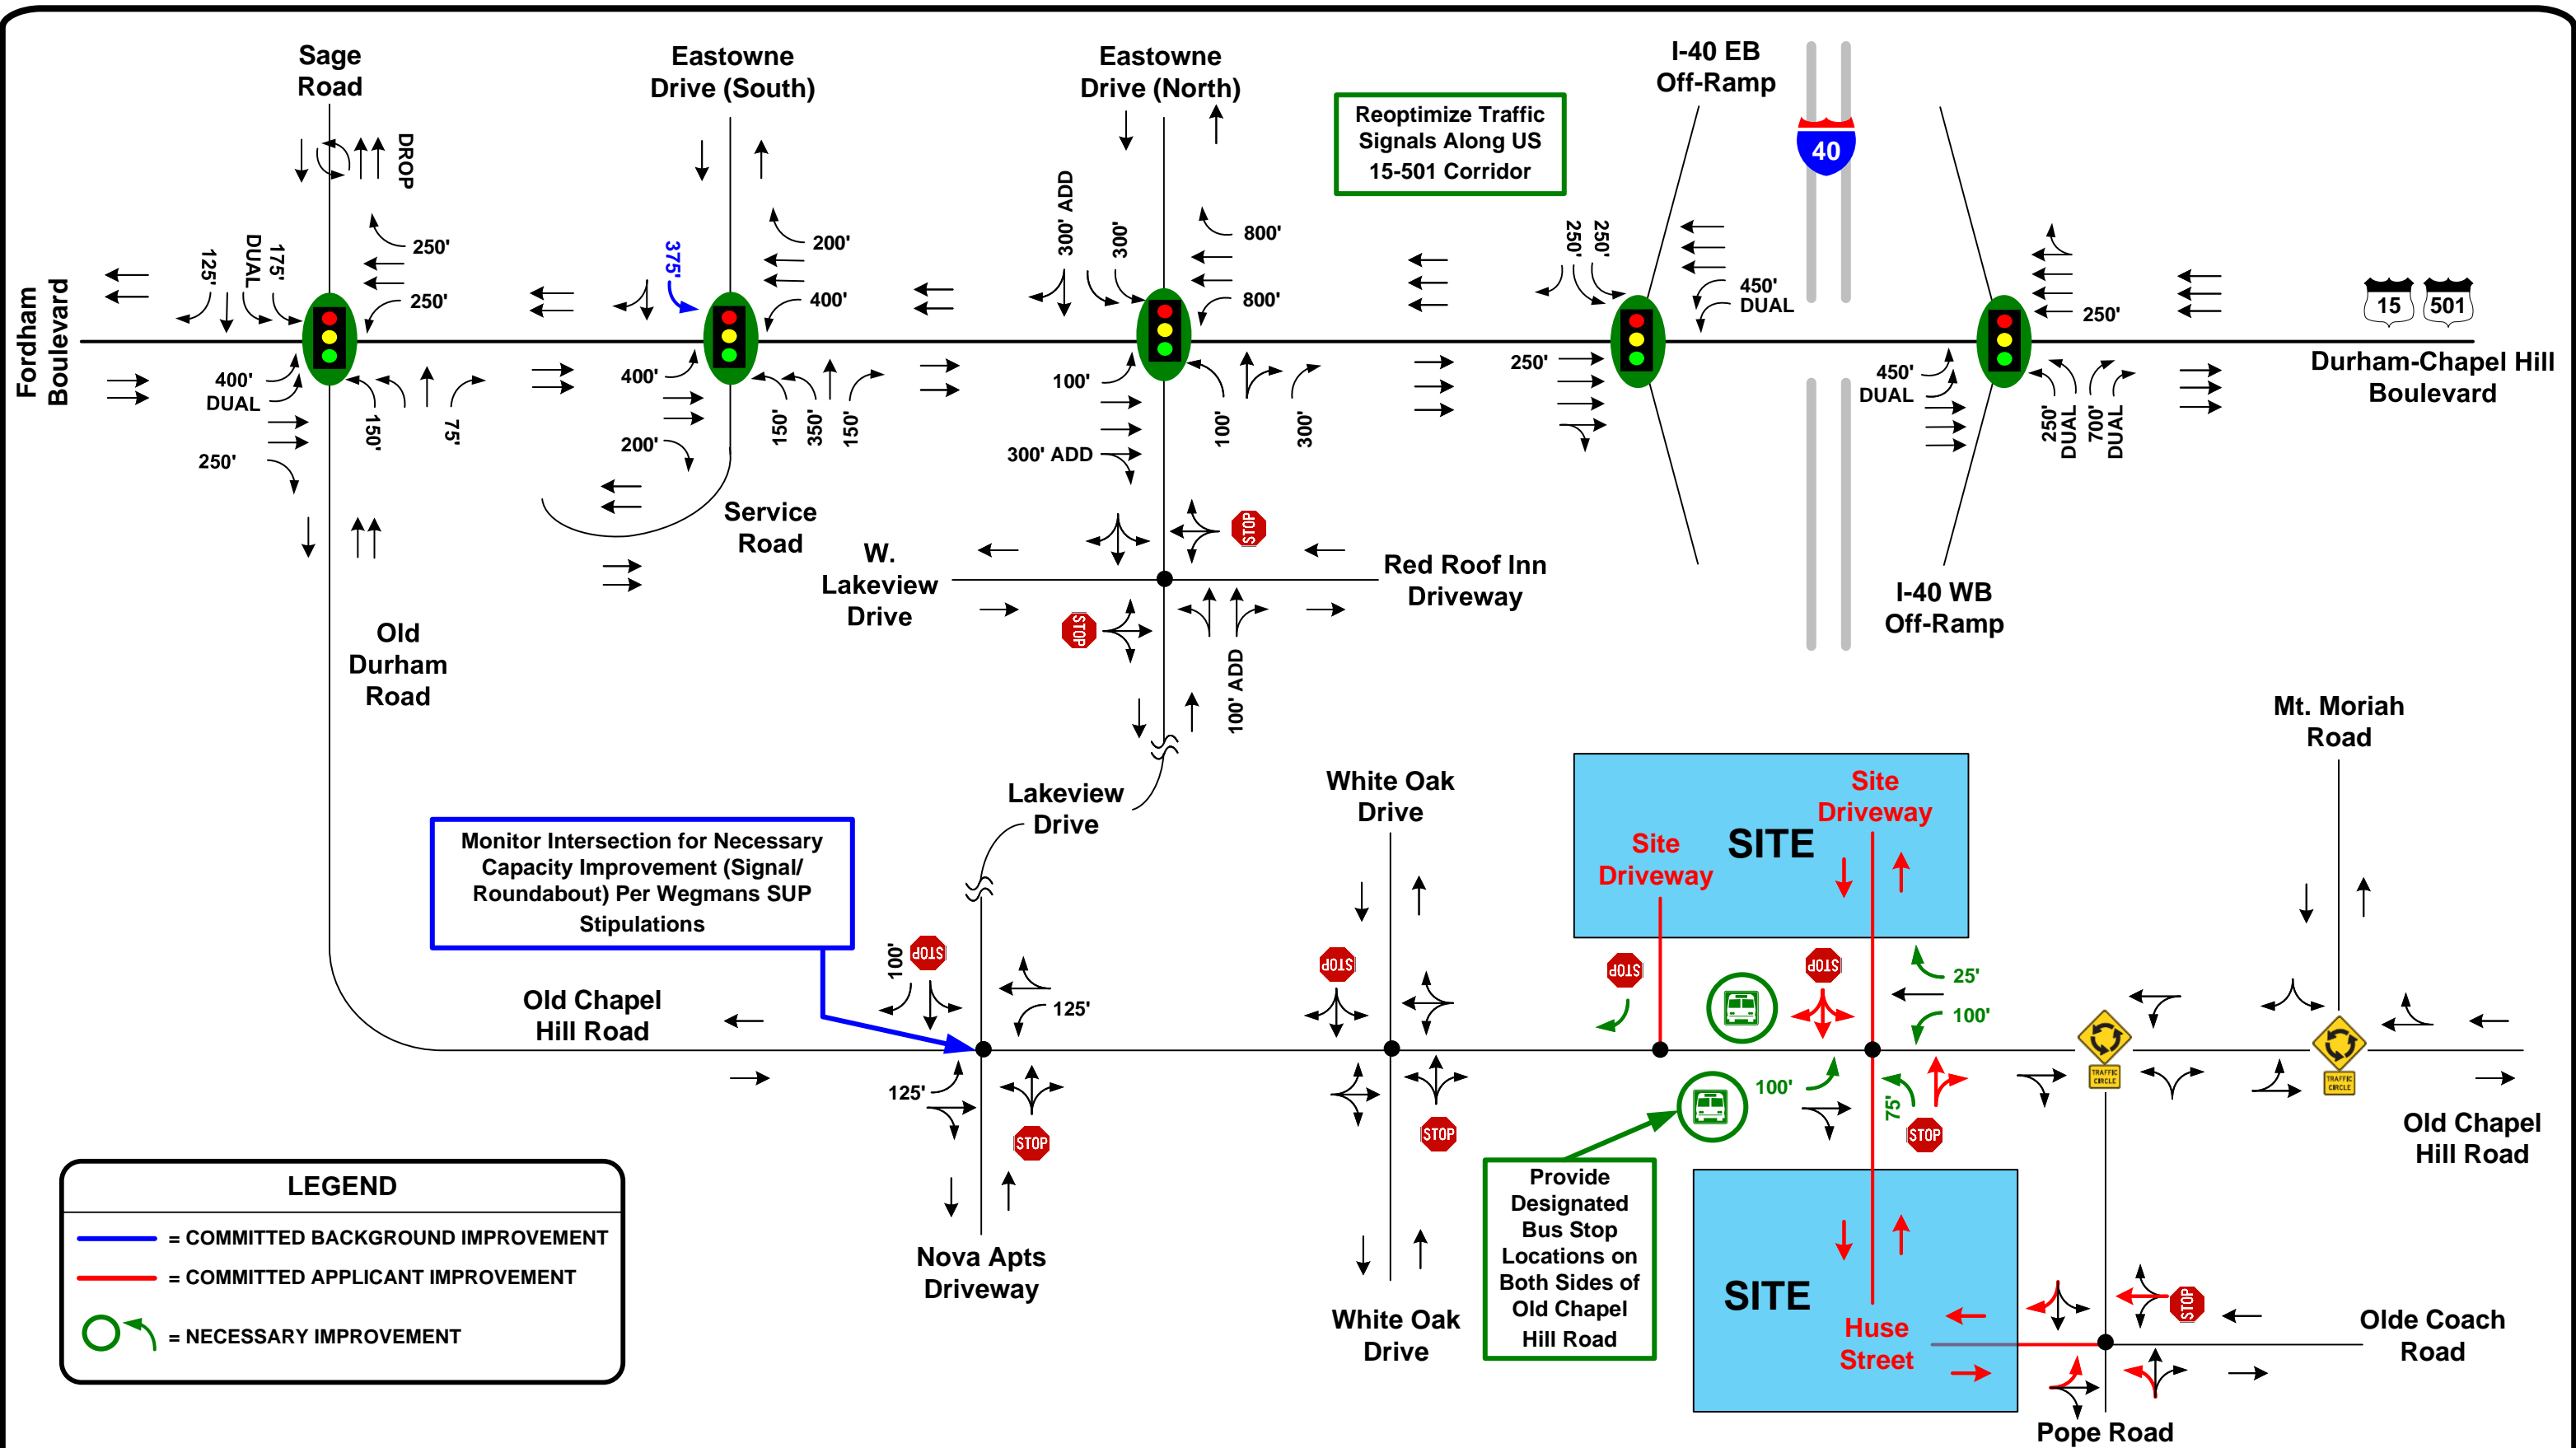 Sage
Road
Eastowne
Drive (South)
Eastowne
Drive (North)
I-40 EB
Off-Ramp
Reoptimize Traffic
Signals Along US
15-501 Corridor
40
DROP
125'
DUAL
175'
250'
250'
375'
200'
400'
300' ADD
300'
800'
800'
250'
250'
450'
DUAL
250'
15
501
Fordham
Boulevard
Durham-Chapel Hill
Boulevard
400'
DUAL
250'
150'
75'
400'
200'
150'
350'
150'
100'
300' ADD
100'
300'
250'
450'
DUAL
250'
DUAL
700'
DUAL
Service
Road
W.
Lakeview
Drive
STOP
STOP
Red Roof Inn
Driveway
100' ADD
I-40 WB
Off-Ramp
Old
Durham
Road
Mt. Moriah
Road
Lakeview
Drive
White Oak
Drive
Site
Driveway
SITE
Site
Driveway
Monitor Intersection for Necessary
Capacity Improvement (Signal/
Roundabout) Per Wegmans SUP
Stipulations
100'
STOP
STOP
STOP
STOP
25'
100'
Old Chapel
Hill Road
125'
125'
STOP
STOP
100'
75'
STOP
TRAFFIC
CIRCLE
TRAFFIC
CIRCLE
Old Chapel
Hill Road
Provide
Designated
Bus Stop
Locations on
Both Sides of
Old Chapel
Hill Road
LEGEND
= COMMITTED BACKGROUND IMPROVEMENT
= COMMITTED APPLICANT IMPROVEMENT
= NECESSARY IMPROVEMENT
Nova Apts
Driveway
White Oak
Drive
SITE
Huse
Street
STOP
Olde Coach
Road
Pope Road